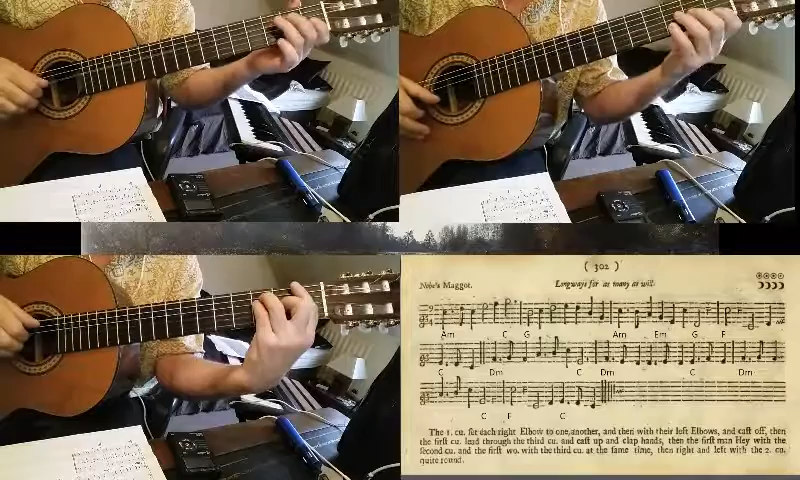 ( 302 )
Nobe's Maggot.
Longways for as many as will.
Am C G Am Em G F
C Dm C Dm C Dm
C F C
The 1. cu. set each right Elbow to one another, and then with their left Elbows, and cast off, then
the first cu. lead through the third cu. and cast up and clap hands, then the first man Hey with the
second cu. and the first wo. with the third cu. at the same time, then right and left with the 2. cu.
quite round.